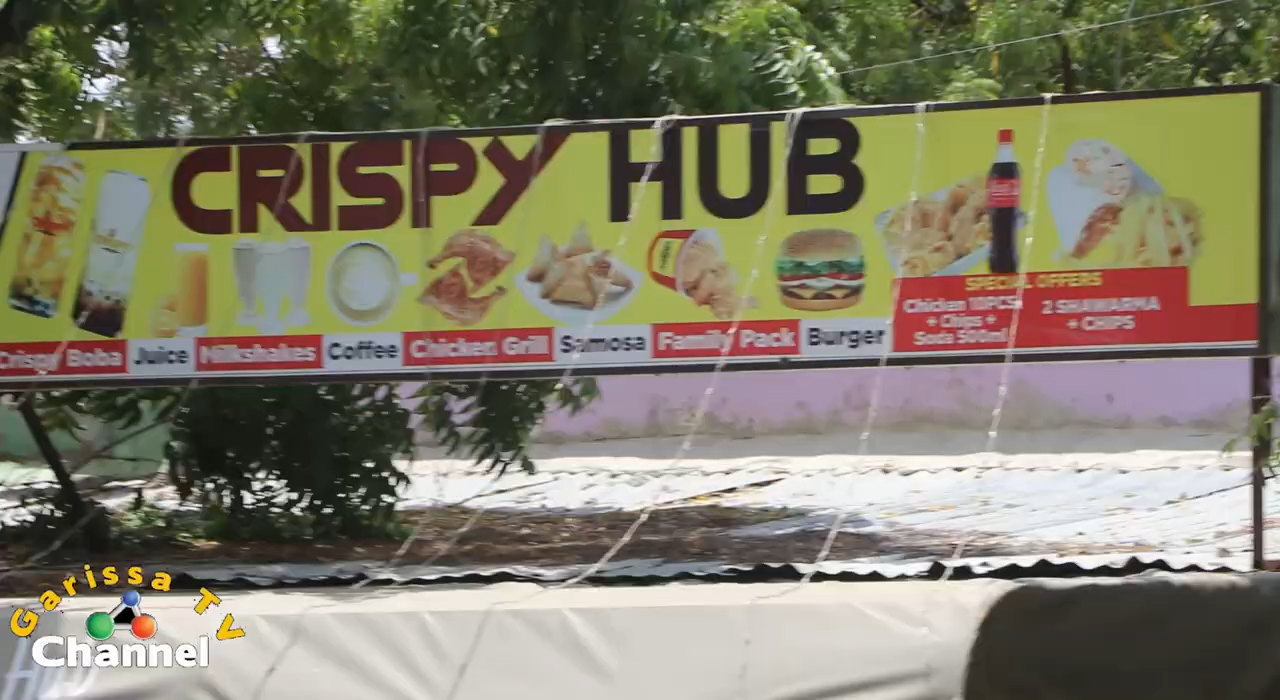 CRISPY HUB
Crispy Boba Juice Milkshakes Coffee Chicken Grill Samosa Family Pack Burger
SPECIAL OFFERS
Chicken 10PCS
+ Chips +
Soda 500ml
2 SHAWARMA
+ CHIPS
Garissa TV
Channel